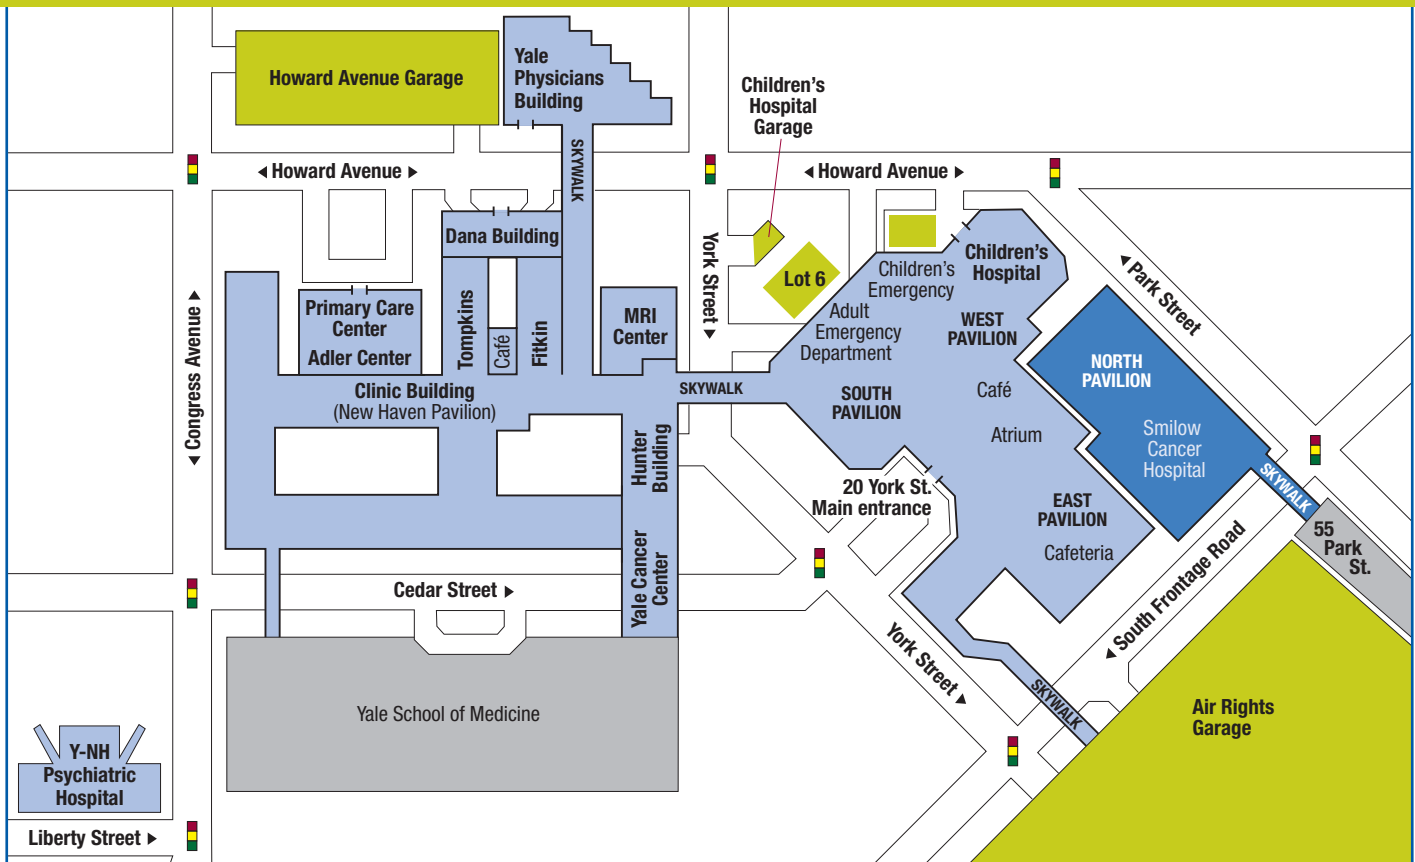 Howard Avenue Garage
Yale
Physicians
Building
Children's
Hospital
Garage
SKYWALK
Howard Avenue
Howard Avenue
Dana Building
York Street
Lot 6
Children's
Hospital
Children's
Emergency
Park Street
Congress Avenue
Primary Care
Center
Adler Center
Tompkins
Café
Fitkin
MRI
Center
Adult
Emergency
Department
WEST
PAVILION
NORTH
PAVILION
Clinic Building
(New Haven Pavilion)
SKYWALK
SOUTH
PAVILION
Café
Atrium
Smilow
Cancer
Hospital
Hunter
Building
SKYWALK
20 York St.
Main entrance
EAST
PAVILION
Cafeteria
55
Park
St.
South Frontage Road
Cedar Street
Yale Cancer
Center
York Street
SKYWALK
Yale School of Medicine
Air Rights
Garage
Y-NH
Psychiatric
Hospital
Liberty Street